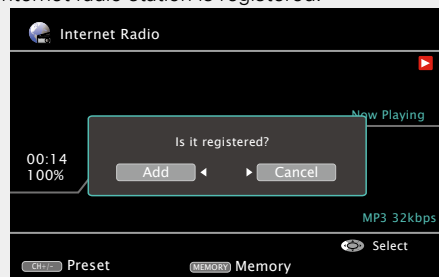 internet radio station is registered.
Internet Radio
Now Playing
Is it registered?
00:14
100%
Add
Cancel
MP3 32kbps
Select
CH+/- Preset
MEMORY Memory